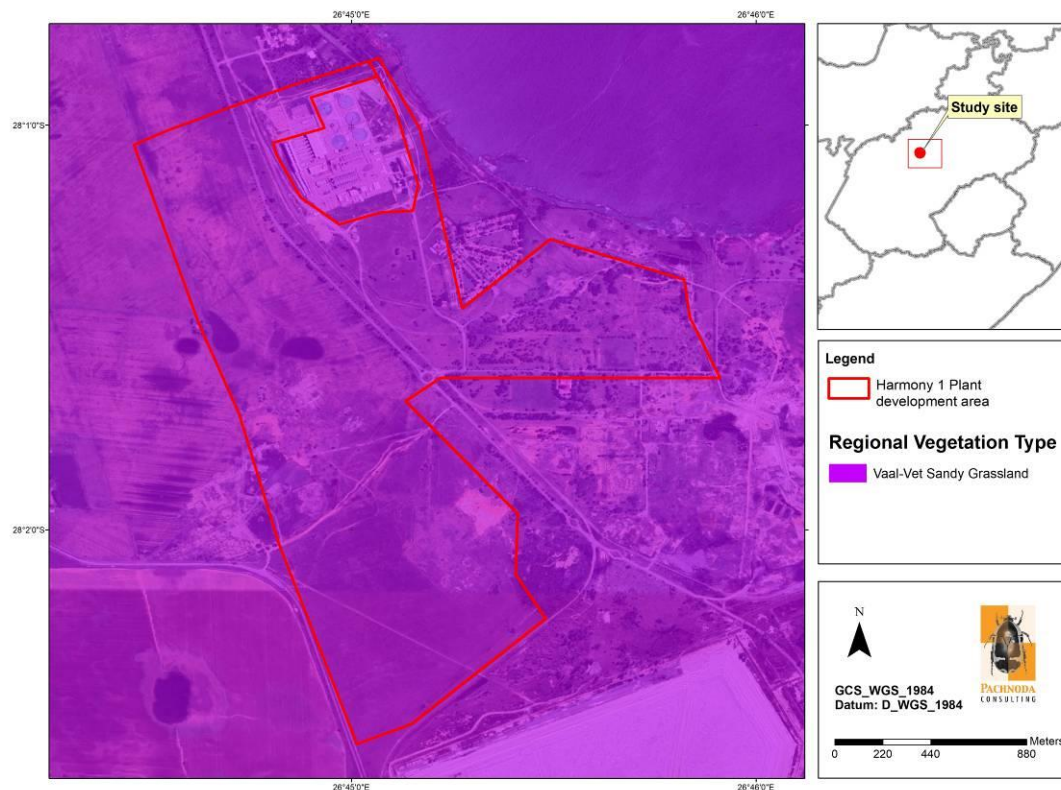 26°45'0"E
26°46'0"E
28°1'0"S
28°2'0"S
26°45'0"E
26°46'0"E
Study site
Legend
Harmony 1 Plant
development area
Regional Vegetation Type
Vaal-Vet Sandy Grassland
N
GCS_WGS_1984
Datum: D_WGS_1984
PACHNODA
CONSULTING
Meters
0 220 440 880